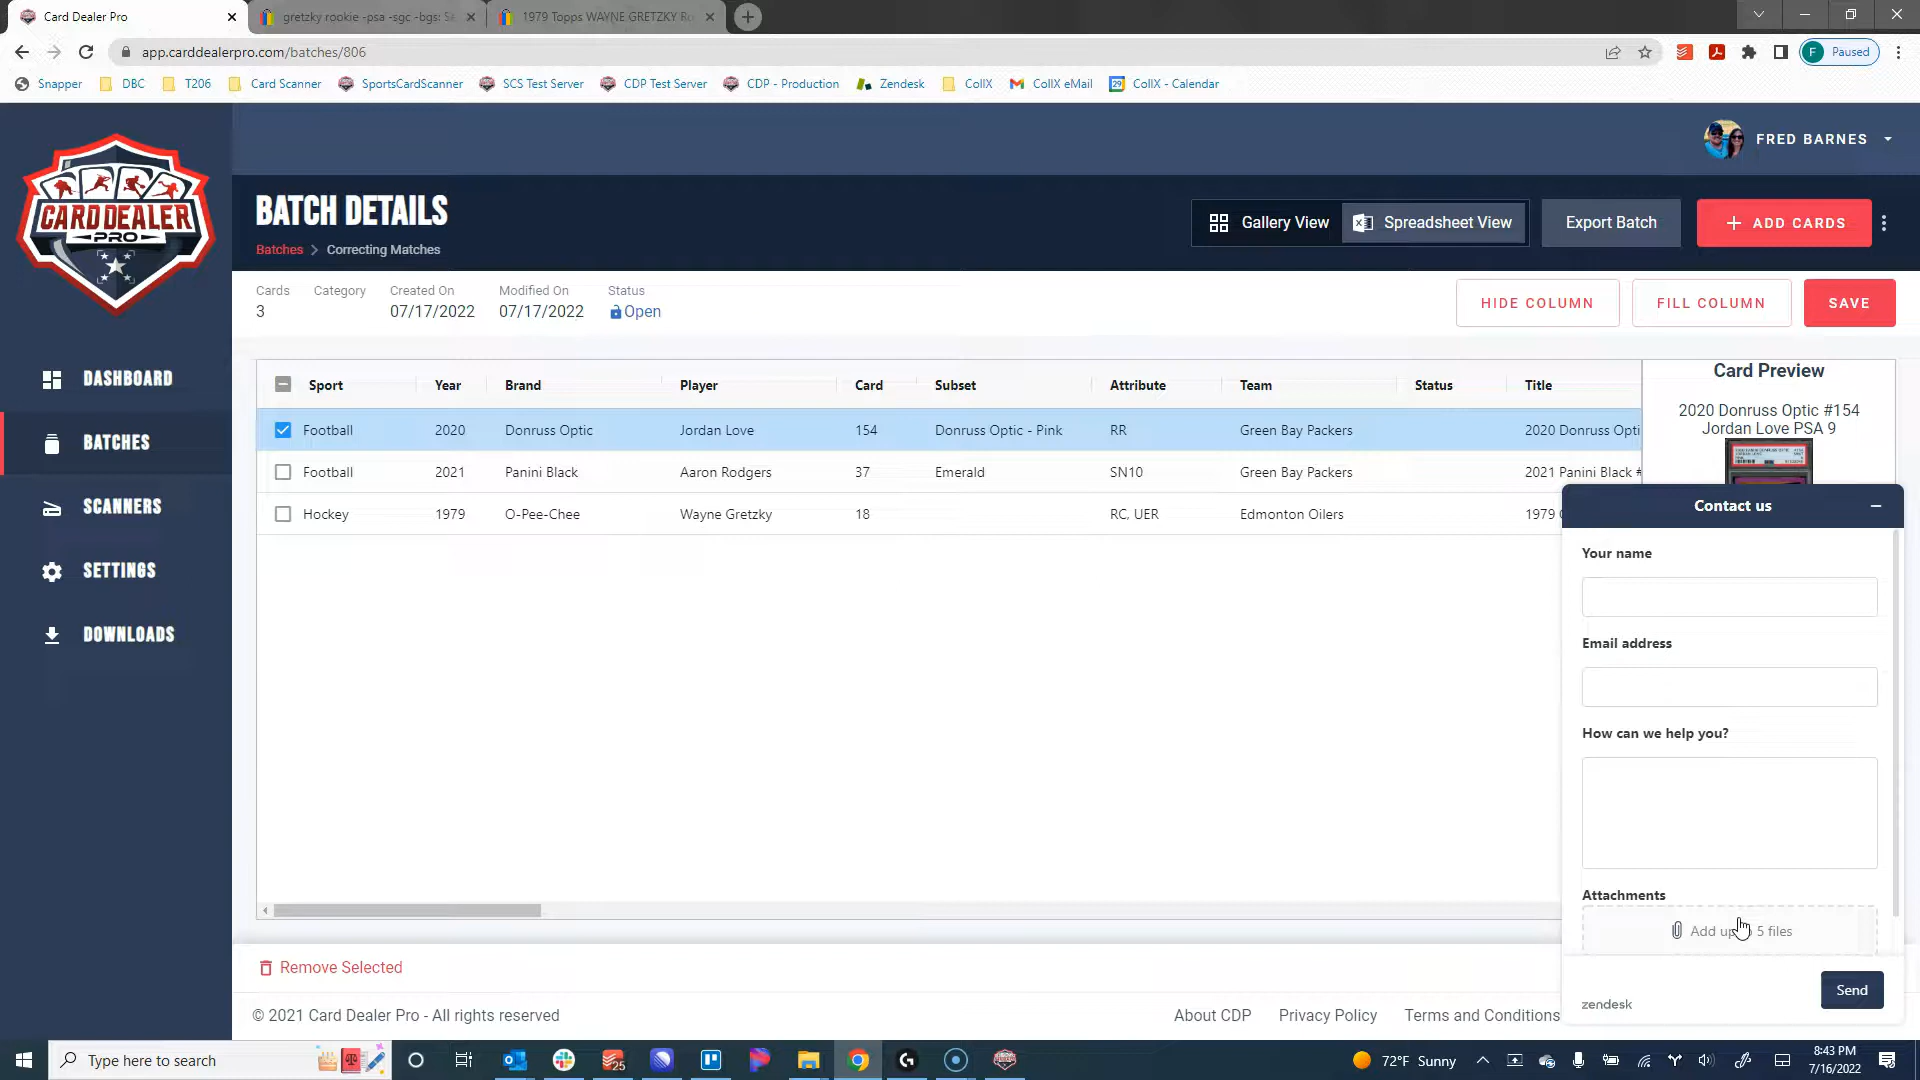 Card Dealer Pro
gretzky rookie -psa -sgc -bgs: Se
1979 Topps WAYNE GRETZKY Ro
app.carddealerpro.com/batches/806
F Paused
Snapper DBC T206 Card Scanner SportsCardScanner SCS Test Server CDP Test Server CDP - Production Zendesk CollX CollX eMail CollX - Calendar
CARD DEALER
PRO
FRED BARNES
BATCH DETAILS
Gallery View Spreadsheet View Export Batch + ADD CARDS
Batches > Correcting Matches
Cards Category Created On Modified On Status
3 07/17/2022 07/17/2022 Open
HIDE COLUMN FILL COLUMN SAVE
DASHBOARD
BATCHES
SCANNERS
SETTINGS
DOWNLOADS
Sport Year Brand Player Card Subset Attribute Team Status Title
Football 2020 Donruss Optic Jordan Love 154 Donruss Optic - Pink RR Green Bay Packers 2020 Donruss Opti
Football 2021 Panini Black Aaron Rodgers 37 Emerald SN10 Green Bay Packers 2021 Panini Black #
Hockey 1979 O-Pee-Chee Wayne Gretzky 18 RC, UER Edmonton Oilers 1979
Card Preview
2020 Donruss Optic #154
Jordan Love PSA 9
Contact us
Your name
Email address
How can we help you?
Attachments
Add up 5 files
zendesk
Send
Remove Selected
© 2021 Card Dealer Pro - All rights reserved
About CDP Privacy Policy Terms and Conditions
Type here to search
25
72°F Sunny
8:43 PM
7/16/2022